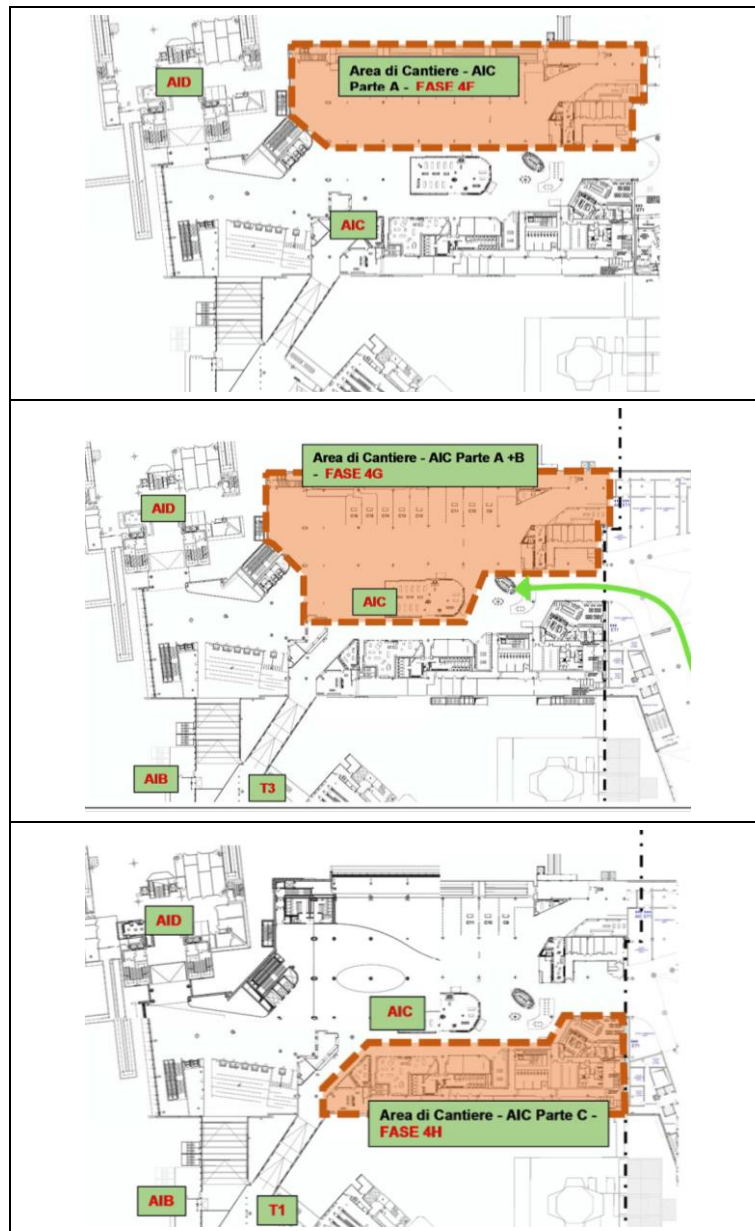 AID
Area di Cantiere - AIC
Parte A - FASE 4F
AIC
Area di Cantiere - AIC Parte A +B
- FASE 4G
AID
AIC
AIB
T3
AID
AIC
Area di Cantiere - AIC Parte C -
FASE 4H
AIB
T1